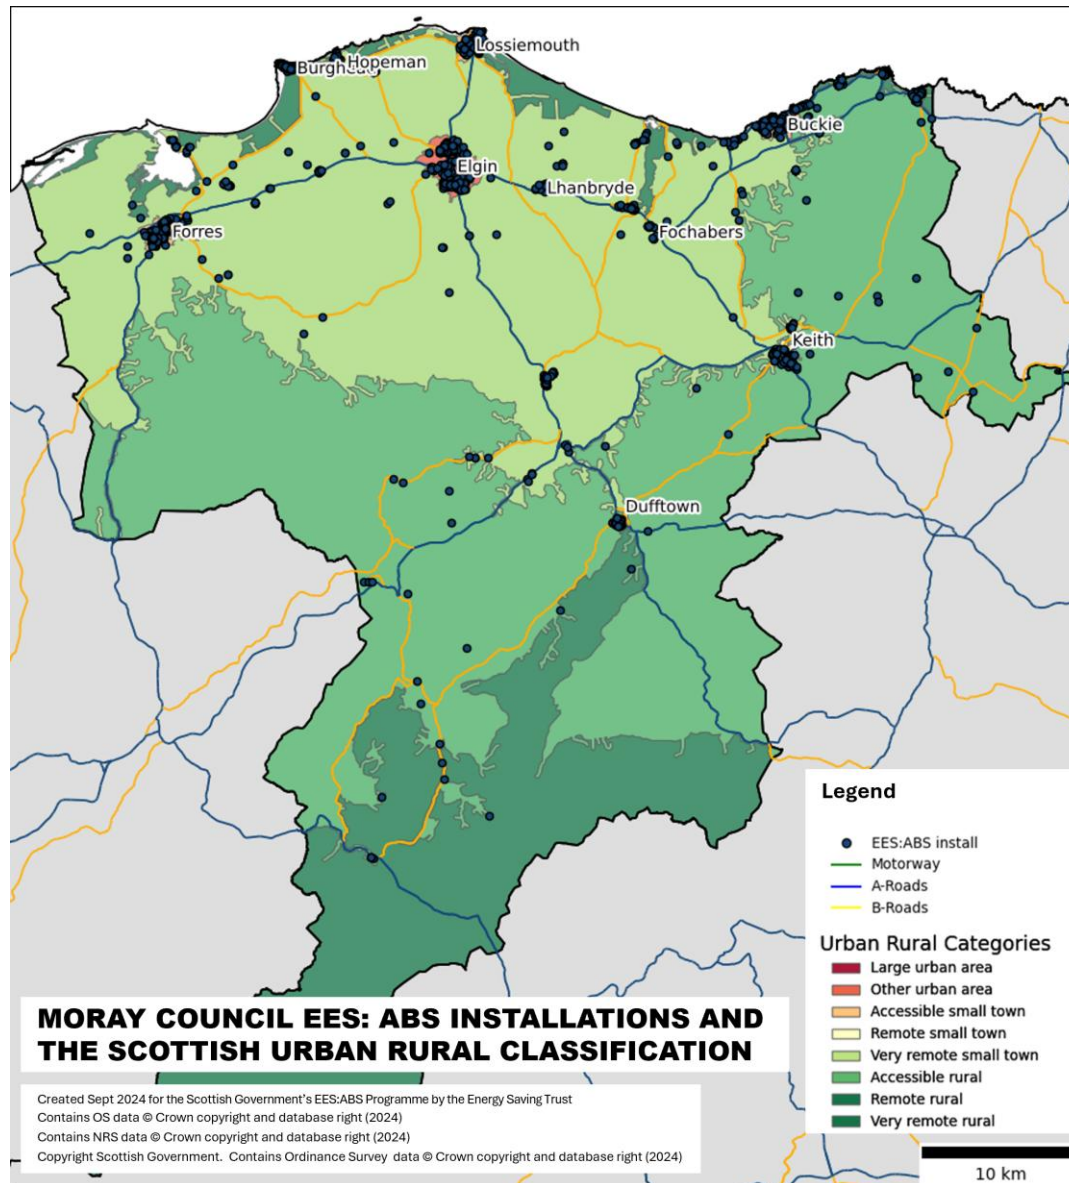 Lossiemouth
Hopeman
Burghead
Buckie
Elgin
Lhanbryde
Forres
Fochabers
Keith
Dufftown
Legend
EES:ABS install
Motorway
A-Roads
B-Roads
Urban Rural Categories
Large urban area
Other urban area
Accessible small town
Remote small town
Very remote small town
Accessible rural
Remote rural
Very remote rural
10 km
MORAY COUNCIL EES: ABS INSTALLATIONS AND
THE SCOTTISH URBAN RURAL CLASSIFICATION
Created Sept 2024 for the Scottish Government's EES:ABS Programme by the Energy Saving Trust
Contains OS data © Crown copyright and database right (2024)
Contains NRS data © Crown copyright and database right (2024)
Copyright Scottish Government.  Contains Ordinance Survey  data © Crown copyright and database right (2024)